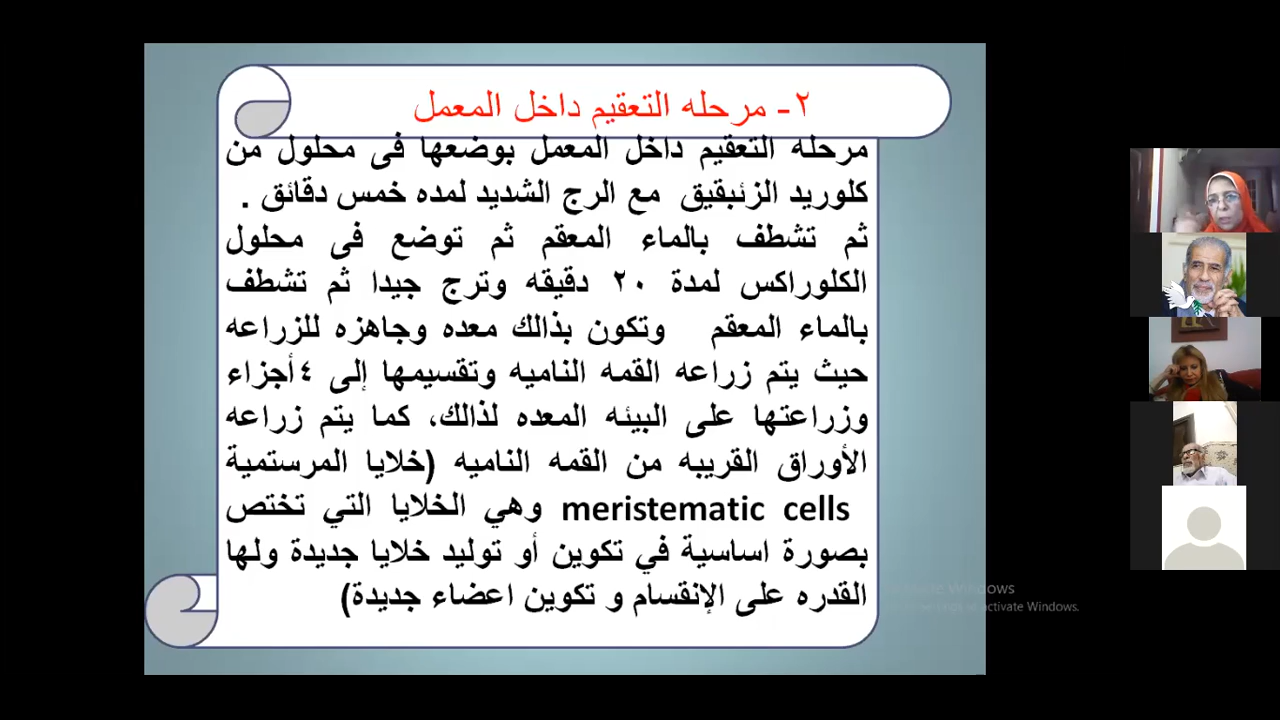 ٢- مرحله التعقيم داخل المعمل
مرحله التعقيم داخل المعمل بوضعها فى محلول من
كلوريد الزئبقيق مع الرج الشديد لمده خمس دقائق .
ثم تشطف بالماء المعقم ثم توضع فى محلول
الكلوراكس لمدة ٢٠ دقيقه وترج جيدا ثم تشطف
بالماء المعقم وتكون بذالك معده وجاهزه للزراعه
حيث يتم زراعه القمه الناميه وتقسيمها إلى ٤أجزاء
وزراعتها على البيئه المعده لذالك، كما يتم زراعه
الأوراق القريبه من القمه الناميه (خلايا المرستمية
meristematic cells وهي الخلايا التي تختص
بصورة اساسية في تكوين أو توليد خلايا جديدة ولها
القدره على الإنقسام و تكوين اعضاء جديدة)
Windows
activate Windows.